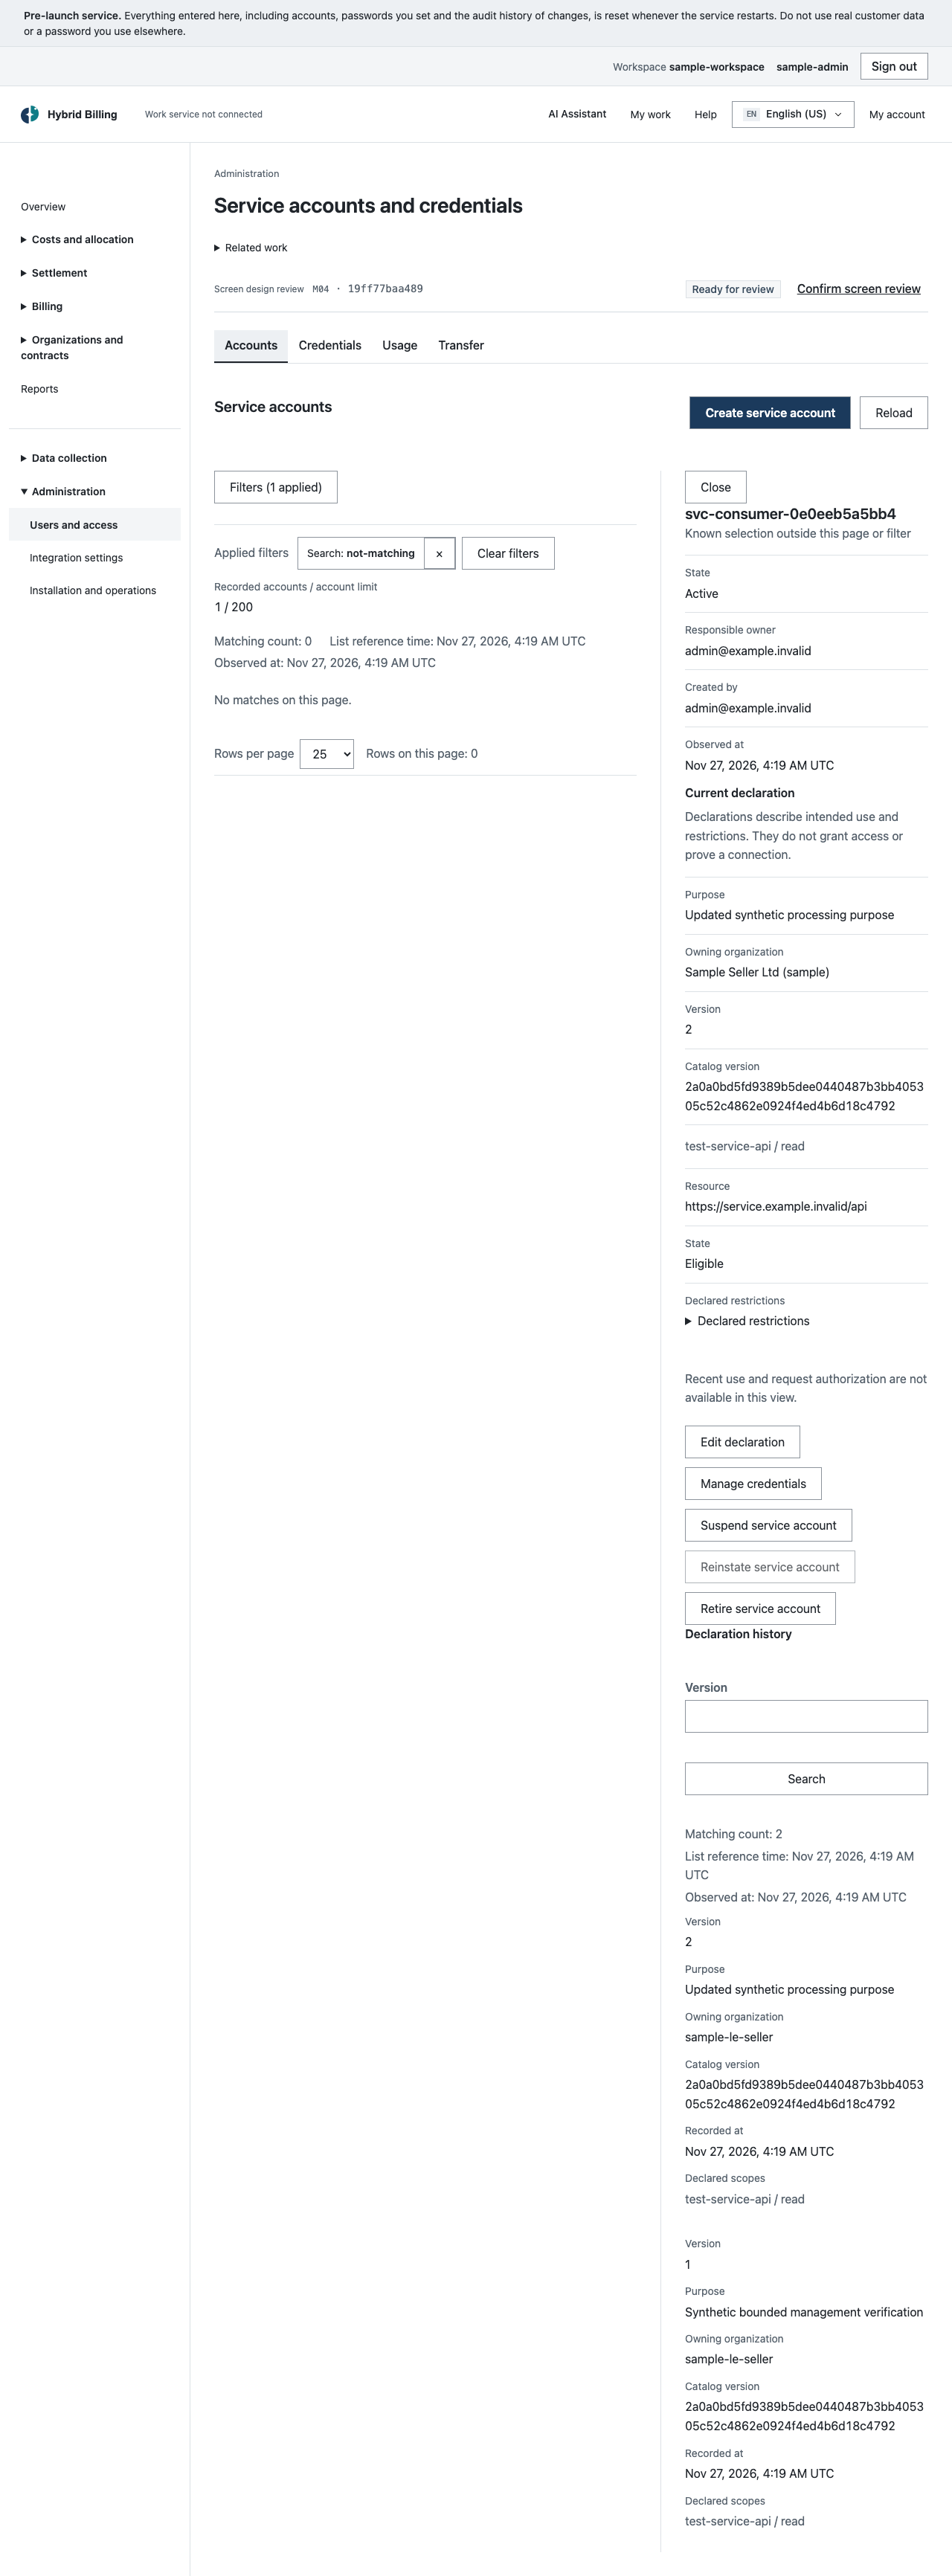 Pre-launch service. Everything entered here, including accounts, passwords you set and the audit history of changes, is reset whenever the service restarts. Do not use real customer data
or a password you use elsewhere.
Workspace sample-workspace sample-admin Sign out
Hybrid Billing
Work service not connected
AI Assistant
My work
Help
EN English (US)
My account
Overview
Costs and allocation
Settlement
Billing
Organizations and
contracts
Reports
Data collection
Administration
Users and access
Integration settings
Installation and operations
Administration
Service accounts and credentials
Related work
Screen design review M04 · 19ff77baa489
Ready for review
Confirm screen review
Accounts
Credentials
Usage
Transfer
Service accounts
Create service account
Reload
Filters (1 applied)
Applied filters
Search: not-matching ×
Clear filters
Recorded accounts / account limit
1 / 200
Matching count: 0 List reference time: Nov 27, 2026, 4:19 AM UTC
Observed at: Nov 27, 2026, 4:19 AM UTC
No matches on this page.
Rows per page 25 Rows on this page: 0
Close
svc-consumer-0e0eeb5a5bb4
Known selection outside this page or filter
State
Active
Responsible owner
admin@example.invalid
Created by
admin@example.invalid
Observed at
Nov 27, 2026, 4:19 AM UTC
Current declaration
Declarations describe intended use and
restrictions. They do not grant access or
prove a connection.
Purpose
Updated synthetic processing purpose
Owning organization
Sample Seller Ltd (sample)
Version
2
Catalog version
2a0a0bd5fd9389b5dee0440487b3bb4053
05c52c4862e0924f4ed4b6d18c4792
test-service-api / read
Resource
https://service.example.invalid/api
State
Eligible
Declared restrictions
Declared restrictions
Recent use and request authorization are not
available in this view.
Edit declaration
Manage credentials
Suspend service account
Reinstate service account
Retire service account
Declaration history
Version
Search
Matching count: 2
List reference time: Nov 27, 2026, 4:19 AM
UTC
Observed at: Nov 27, 2026, 4:19 AM UTC
Version
2
Purpose
Updated synthetic processing purpose
Owning organization
sample-le-seller
Catalog version
2a0a0bd5fd9389b5dee0440487b3bb4053
05c52c4862e0924f4ed4b6d18c4792
Recorded at
Nov 27, 2026, 4:19 AM UTC
Declared scopes
test-service-api / read
Version
1
Purpose
Synthetic bounded management verification
Owning organization
sample-le-seller
Catalog version
2a0a0bd5fd9389b5dee0440487b3bb4053
05c52c4862e0924f4ed4b6d18c4792
Recorded at
Nov 27, 2026, 4:19 AM UTC
Declared scopes
test-service-api / read